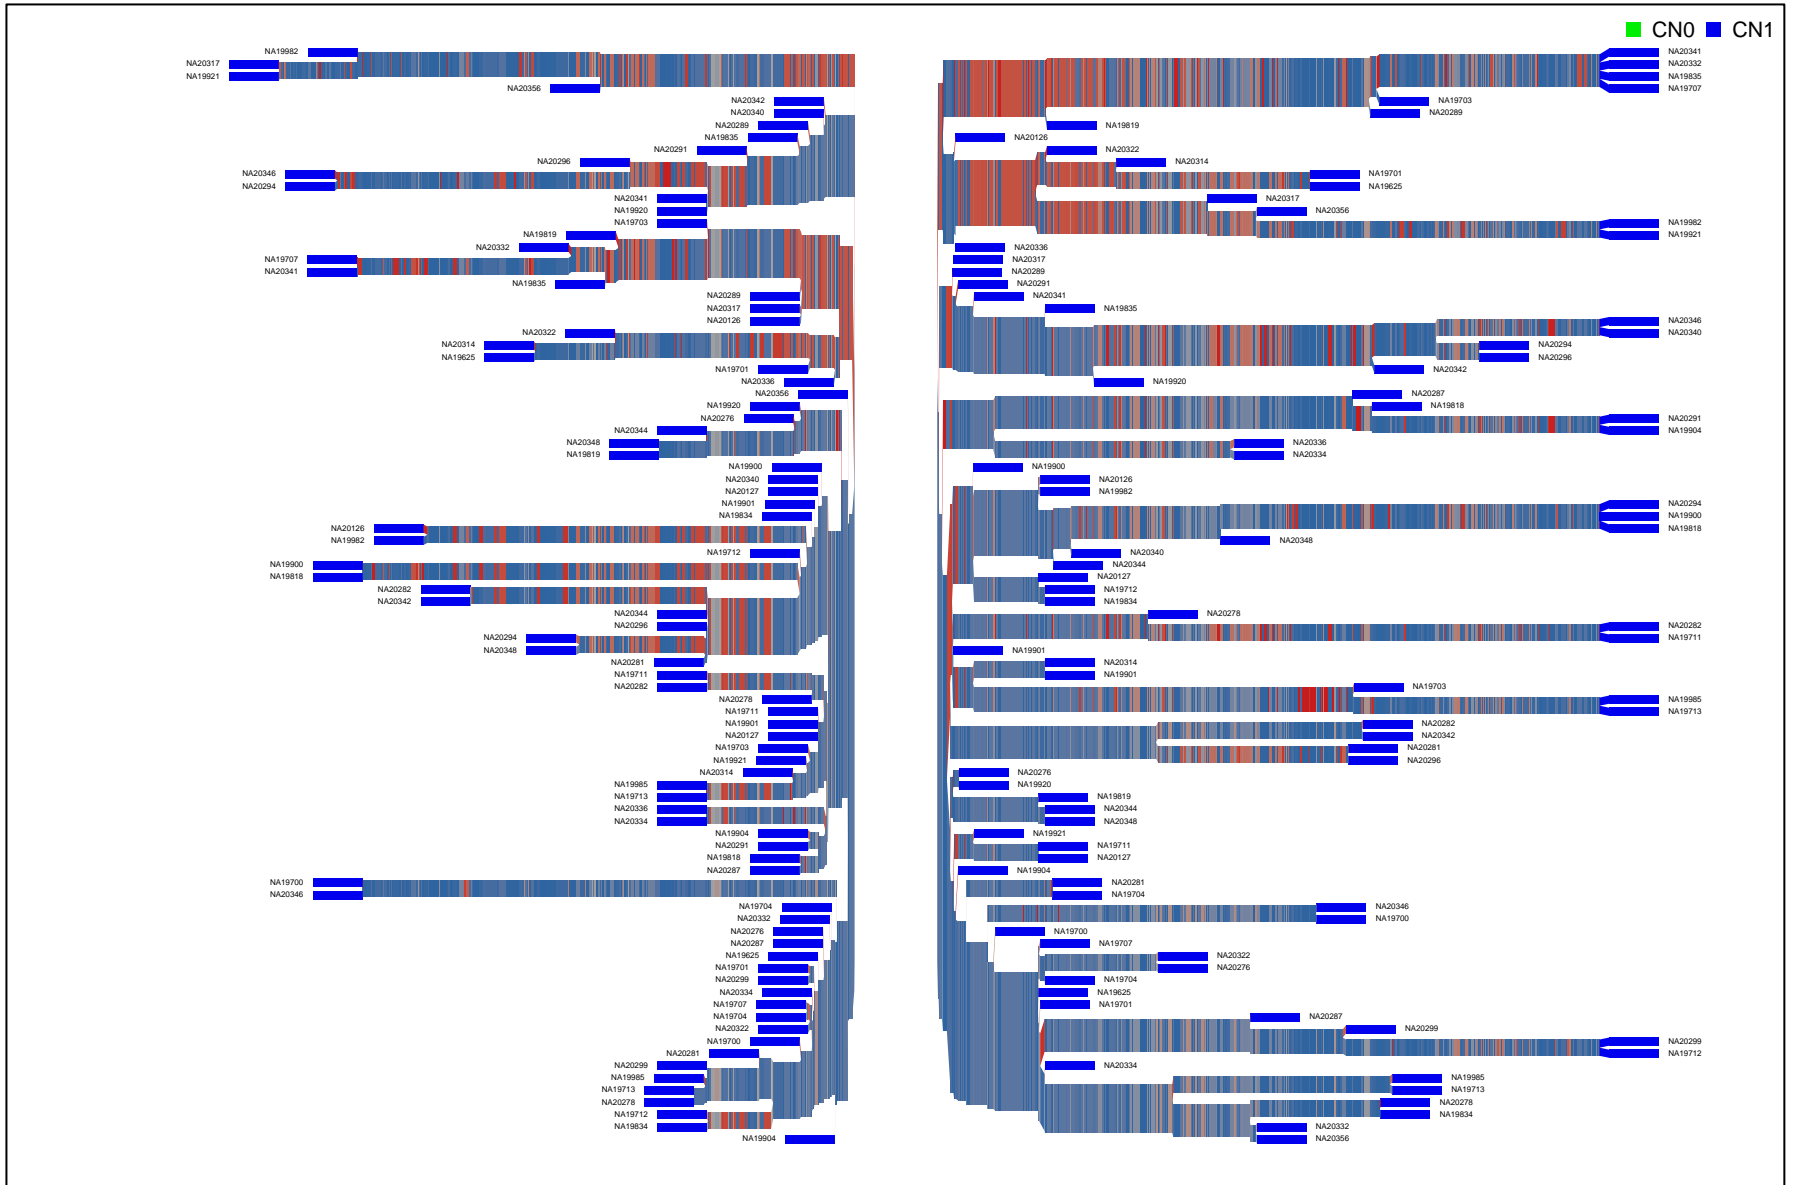 CN0 CN1
NA19982
NA20317
NA19921
NA20356
NA20342
NA20340
NA20289
NA19835
NA20291
NA20296
NA20346
NA20294
NA20341
NA19920
NA19703
NA19819
NA20332
NA19707
NA20341
NA19835
NA20289
NA20317
NA20126
NA20322
NA20314
NA19625
NA19701
NA20336
NA20356
NA19920
NA20276
NA20344
NA20348
NA19819
NA19900
NA20340
NA20127
NA19901
NA19834
NA20126
NA19982
NA19712
NA19900
NA19818
NA20282
NA20342
NA20344
NA20296
NA20294
NA20348
NA20281
NA19711
NA20282
NA20278
NA19711
NA19901
NA20127
NA19703
NA19921
NA20314
NA19985
NA19713
NA20336
NA20334
NA19904
NA20291
NA19818
NA20287
NA19700
NA20346
NA19704
NA20332
NA20276
NA20287
NA19625
NA19701
NA20299
NA20334
NA19707
NA19704
NA20322
NA19700
NA20281
NA20299
NA19985
NA19713
NA20278
NA19712
NA19834
NA19904
NA20341
NA20332
NA19835
NA19707
NA19703
NA20289
NA19819
NA20126
NA20322
NA20314
NA19701
NA19625
NA20317
NA20356
NA19982
NA19921
NA20336
NA20317
NA20289
NA20291
NA20341
NA19835
NA20346
NA20340
NA20294
NA20296
NA20342
NA19920
NA20287
NA19818
NA20291
NA19904
NA20336
NA20334
NA19900
NA20126
NA19982
NA20294
NA19900
NA19818
NA20348
NA20340
NA20344
NA20127
NA19712
NA19834
NA20278
NA20282
NA19711
NA19901
NA20314
NA19901
NA19703
NA19985
NA19713
NA20282
NA20342
NA20281
NA20296
NA20276
NA19920
NA19819
NA20344
NA20348
NA19921
NA19711
NA20127
NA19904
NA20281
NA19704
NA20346
NA19700
NA19700
NA19707
NA20322
NA20276
NA19704
NA19625
NA19701
NA20287
NA20299
NA20299
NA19712
NA20334
NA19985
NA19713
NA20278
NA19834
NA20332
NA20356